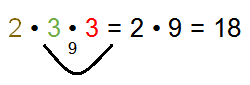 2 • 3 • 3 = 2 • 9 = 18
9